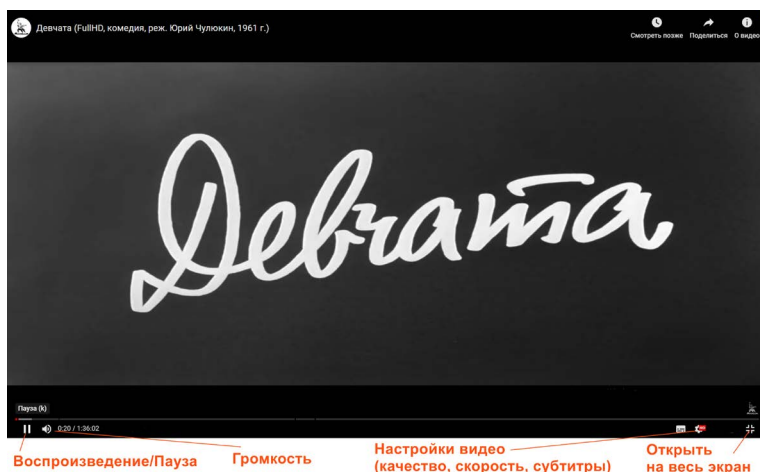 Девчата (FullHD, комедия, реж. Юрий Чулюкин, 1961 г.)
Смотреть позже Поделиться О видео
Девчата
Пауза (k)
0:20 / 1:36:02
Воспроизведение/Пауза
Громкость
Настройки видео
(качество, скорость, субтитры)
Открыть
на весь экран